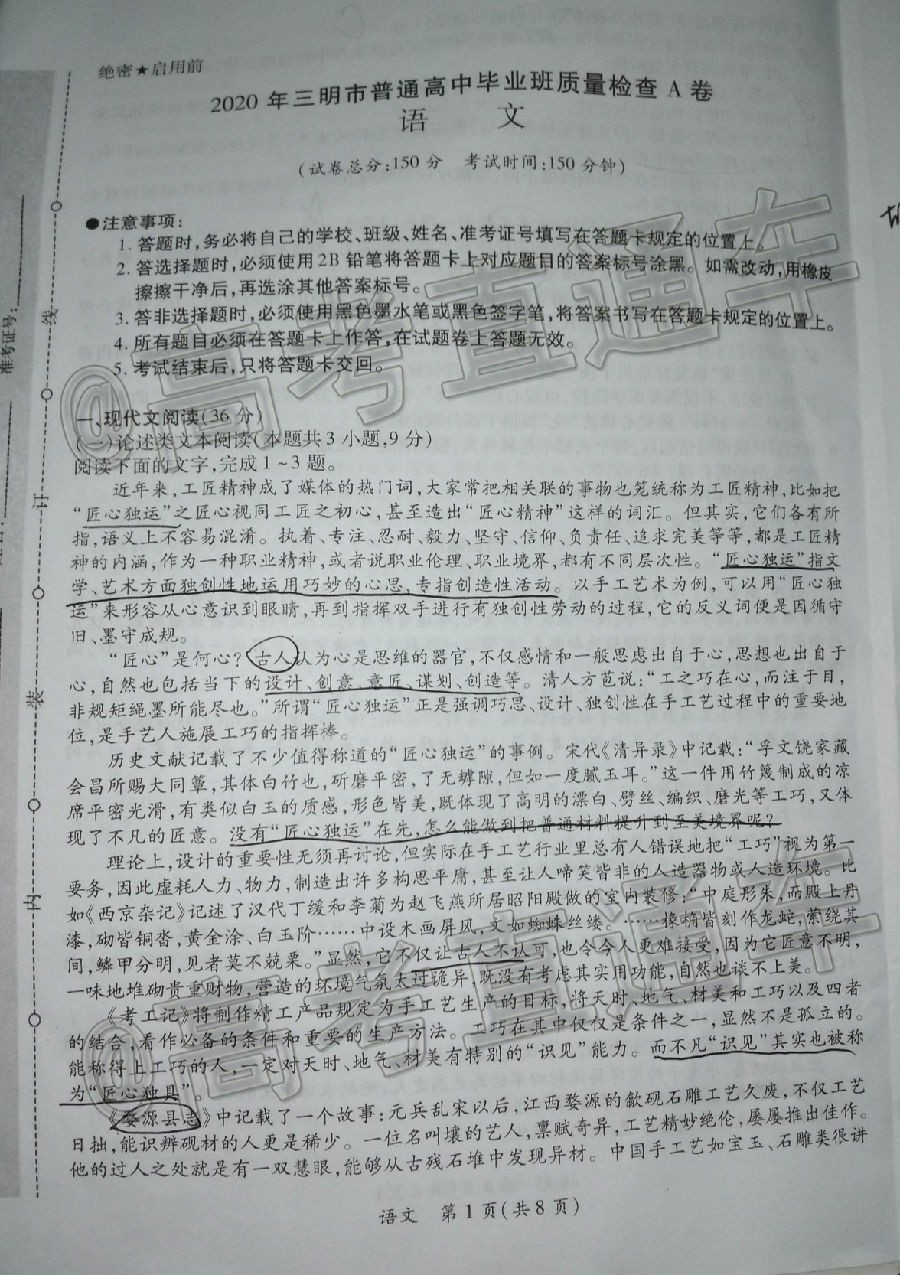 绝密★启用前
2020年三明市普通高中毕业班质量检查A卷
语 文
(试卷总分:150分 考试时间:150分钟)
●注意事项:
1. 答题时,务必将自己的学校、班级、姓名、准考证号填写在答题卡规定的位置上。
2. 答选择题时,必须使用2B铅笔将答题卡上对应题目的答案标号涂黑。如需改动,用橡皮
擦擦干净后,再选涂其他答案标号。
3. 答非选择题时,必须使用黑色墨水笔或黑色签字笔,将答案书写在答题卡规定的位置上。
4. 所有题目必须在答题卡上作答,在试题卷上答题无效。
5. 考试结束后,只将答题卡交回。
一、现代文阅读(36分)
(一)论述类文本阅读(本题共3小题,9分)
阅读下面的文字,完成1~3题。
近年来,工匠精神成了媒体的热门词,大家常把相关联的事物也笼统称为工匠精神,比如把
“匠心独运”之匠心视同工匠之初心,甚至造出“匠心精神”这样的词汇。但其实,它们各有所
指,语义上不容易混淆。执着、专注、忍耐、毅力、坚守、信仰、负责任、追求完美等等,都是工匠精
神的内涵,作为一种职业精神,或者说职业伦理、职业境界,都有不同层次性。“匠心独运”指文
学、艺术方面独创性地运用巧妙的心思,专指创造性活动。以手工艺术为例,可以用“匠心独
运”来形容从心意识到眼睛,再到指挥双手进行有独创性劳动的过程,它的反义词便是因循守
旧、墨守成规。
“匠心”是何心?古人认为心是思维的器官,不仅感情和一般思虑出自于心,思想也出自于
心,自然也包括当下的设计、创意、意匠、谋划、创造等。清人方苞说:“工之巧在心,而注于目,
非规矩绳墨所能尽也。”所谓“匠心独运”正是强调巧思、设计、独创性在手工艺过程中的重要地
位,是手艺人施展工巧的指挥棒。
历史文献记载了不少值得称道的“匠心独运”的事例。宋代《清异录》中记载:“孚文饶家藏
会昌所赐大同簟,其体白竹也,斫磨平密,了无罅隙,但如一度腻玉耳。”这一件用竹篾制成的凉
席平密光滑,有类似白玉的质感,形色皆美,既体现了高明的漂白、劈丝、编织、磨光等工巧,又体
现了不凡的匠意。没有“匠心独运”在先,怎么能做到把普通材料提升到至美境界呢?
理论上,设计的重要性无须再讨论,但实际在手工艺行业里总有人错误地把“工巧”视为第一
要务,因此虚耗人力、物力,制造出许多构思平庸,甚至让人啼笑皆非的人造器物或人造环境。比
如《西京杂记》记述了汉代丁缓和李菊为赵飞燕所居昭阳殿做的室内装修:“中庭彤朱,而殿上丹
漆,砌皆铜沓,黄金涂、白玉阶……中设木画屏风,文如蜘蛛丝缕。……椽桷皆刻作龙蛇,萦绕其
间,鳞甲分明,见者莫不兢栗。”显然,它不仅让古人不认可,也令今人更难接受,因为它匠意不明,
一味地堆砌贵重财物,营造的环境气氛太过诡异,既没有考虑其实用功能,自然也谈不上美。
《考工记》将制作精工产品规定为手工艺生产的目标,将天时、地气、材美和工巧以及四者
的结合,看作必备的条件和重要的生产方法。工巧在其中仅仅是条件之一,显然不是孤立的。
能称得上工巧的人,一定对天时、地气、材美有特别的“识见”能力。而不凡“识见”其实也被称
为“匠心独具”。
《婺源县志》中记载了一个故事:元兵乱宋以后,江西婺源的歙砚石雕工艺久废,不仅工艺
日拙,能识辨砚材的人更是稀少。一位名叫壤的艺人,禀赋奇异,工艺精妙绝伦,屡屡推出佳作。
他的过人之处就是有一双慧眼,能够从古残石堆中发现异材。中国手工艺如宝玉、石雕类很讲
语文 第1页(共8页)
准考证号:
线
订
装
内
@高考直通车
@高考直通车